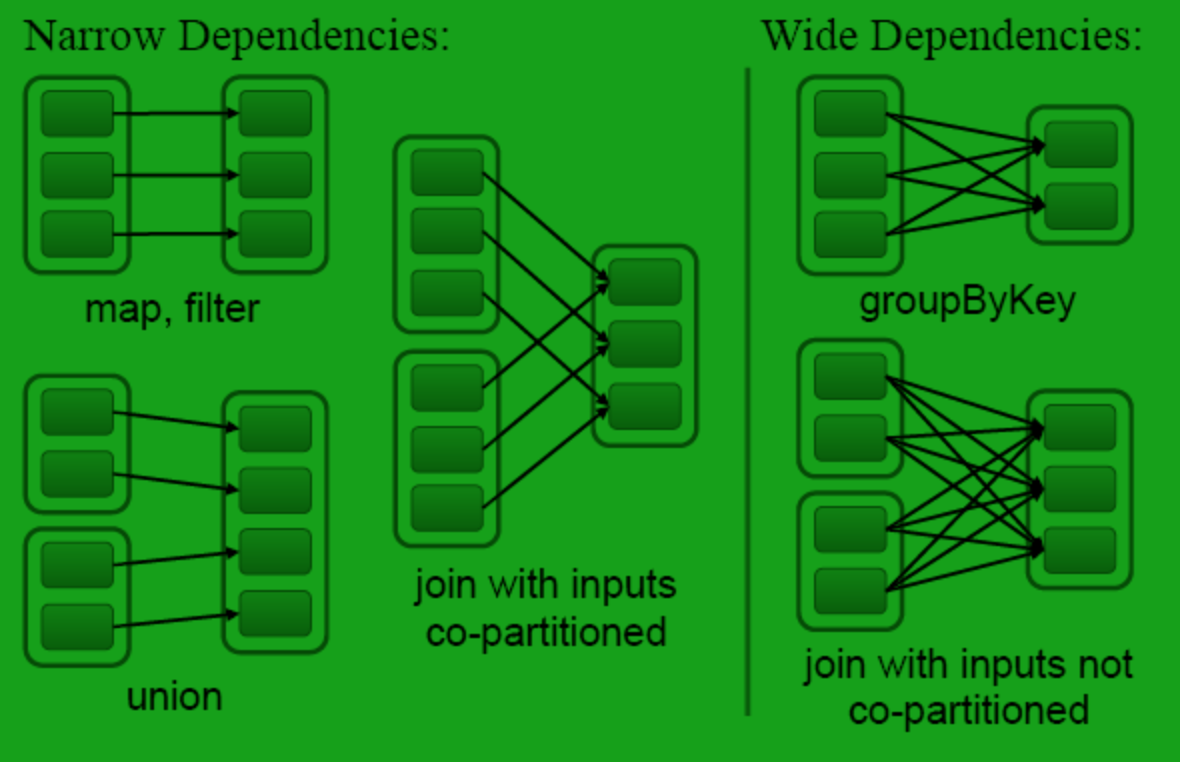 Narrow Dependencies:
map, filter
union
join with inputs
co-partitioned
Wide Dependencies:
groupByKey
join with inputs not
co-partitioned